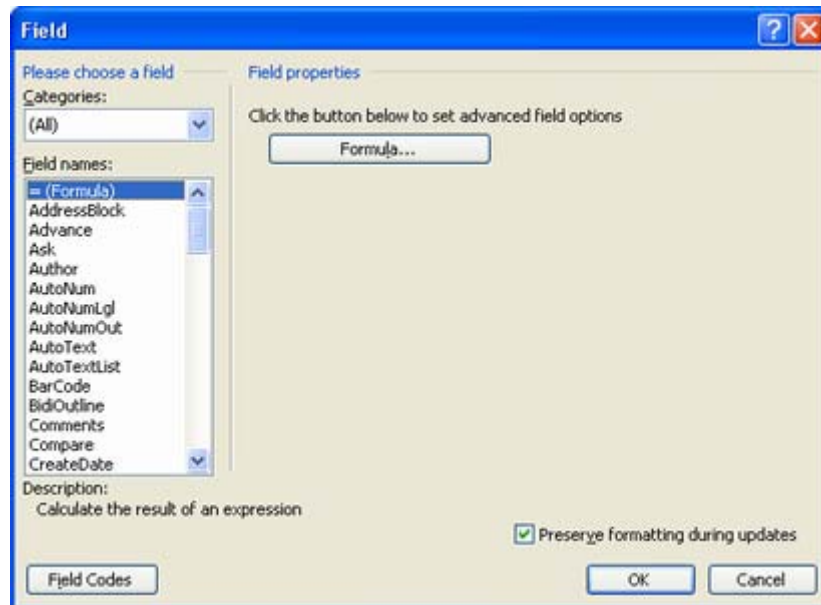 Field
Please choose a field
Categories:
(All)
Field names:
= (Formula)
AddressBlock
Advance
Ask
Author
AutoNum
AutoNumLgl
AutoNumOut
AutoText
AutoTextList
BarCode
BidiOutline
Comments
Compare
CreateDate
Field properties
Click the button below to set advanced field options
Formula...
Description:
Calculate the result of an expression
Preserve formatting during updates
Field Codes
OK
Cancel